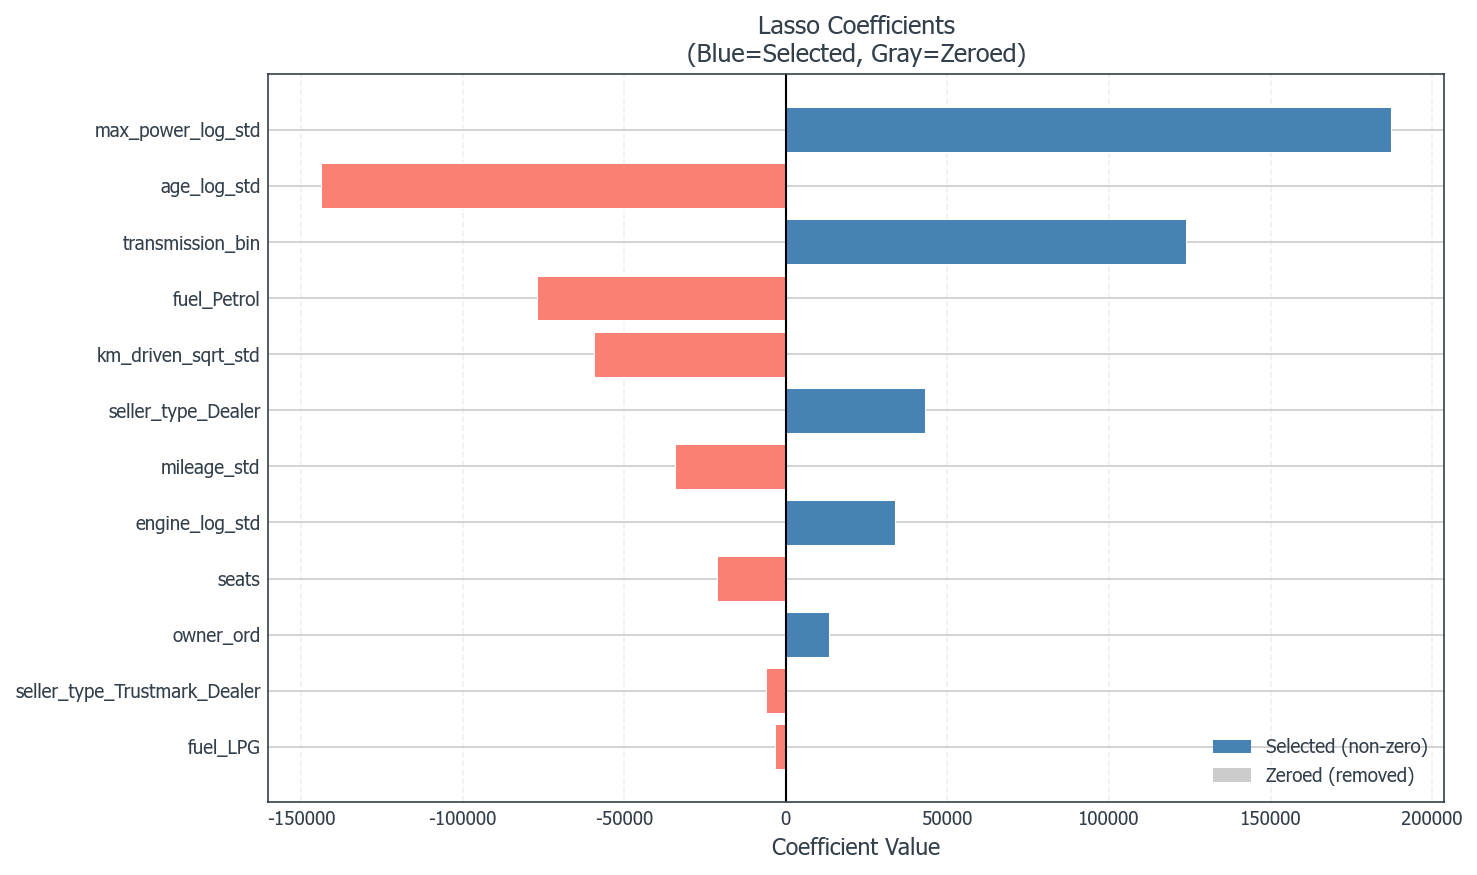 Lasso Coefficients
(Blue=Selected, Gray=Zeroed)
max_power_log_std
age_log_std
transmission_bin
fuel_Petrol
km_driven_sqrt_std
seller_type_Dealer
mileage_std
engine_log_std
seats
owner_ord
seller_type_Trustmark_Dealer
fuel_LPG
Selected (non-zero)
Zeroed (removed)
-150000 -100000 -50000 0 50000 100000 150000 200000
Coefficient Value